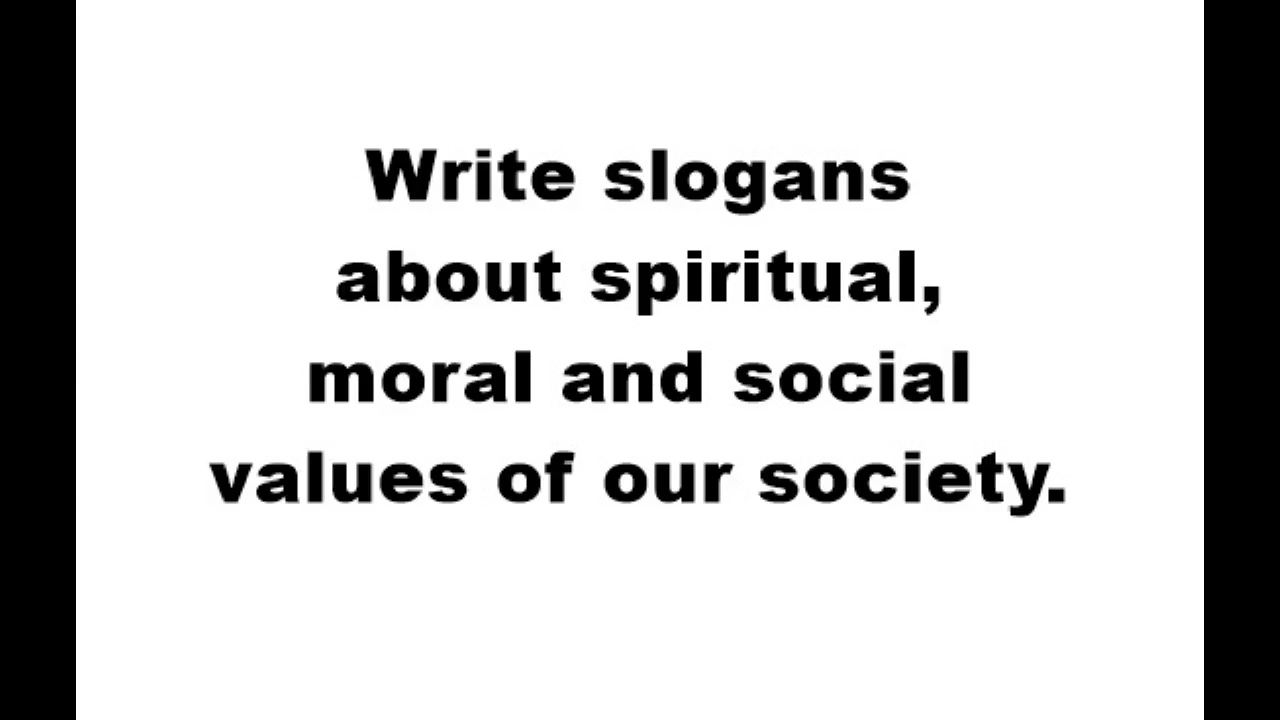 Write slogans
about spiritual,
moral and social
values of our society.